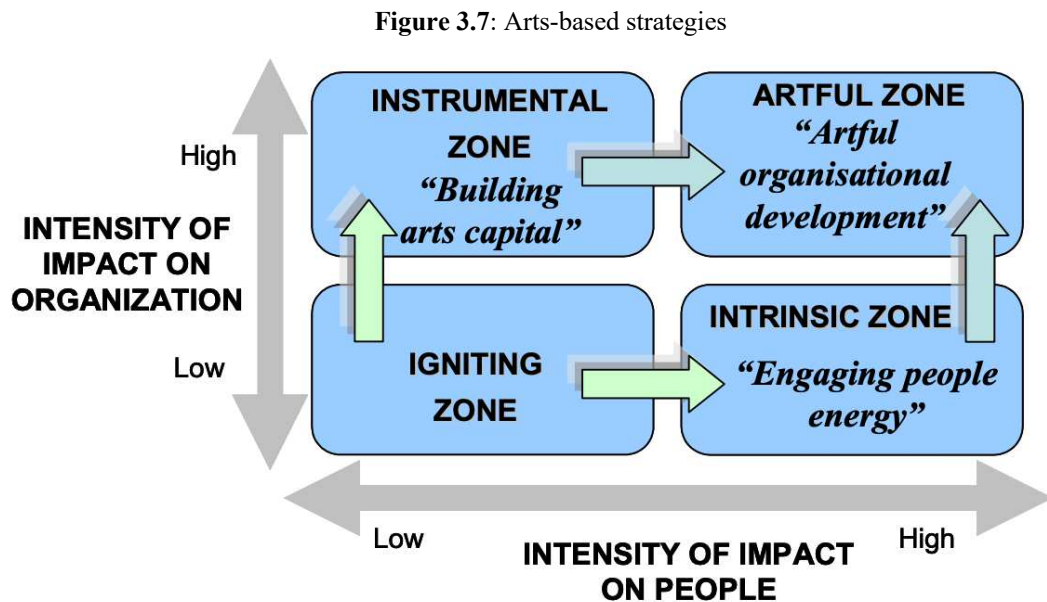 Figure 3.7: Arts-based strategies
INSTRUMENTAL
ZONE
“Building
arts capital”
ARTFUL ZONE
“Artful
organisational
development”
High
INTENSITY OF
IMPACT ON
ORGANIZATION
Low
IGNITING
ZONE
INTRINSIC ZONE
“Engaging people
energy”
Low
High
INTENSITY OF IMPACT
ON PEOPLE